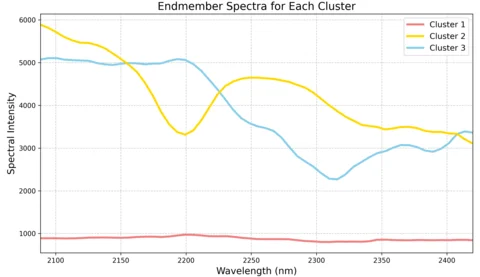 Endmember Spectra for Each Cluster
Cluster 1
Cluster 2
Cluster 3
Spectral Intensity
6000
5000
4000
3000
2000
1000
2100
2150
2200
2250
2300
2350
2400
Wavelength (nm)